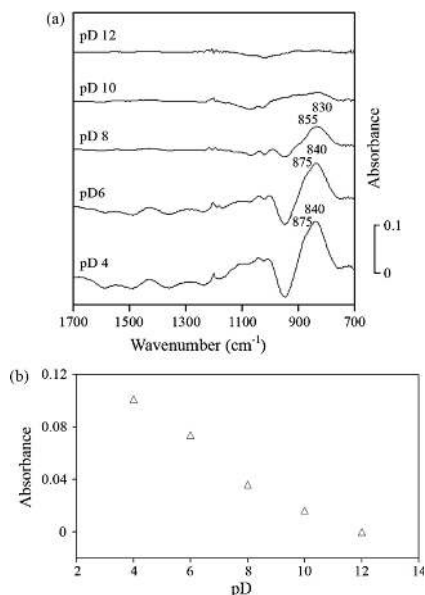 (a)
pD 12
pD 10
830
855
pD 8
840
875
pD6
840
875
pD 4
Absorbance
0.1
0
1700 1500 1300 1100 900 700
Wavenumber (cm-1)
(b)
0.12
0.04
0
Absorbance
2 4 6 8 10 12 14
pD